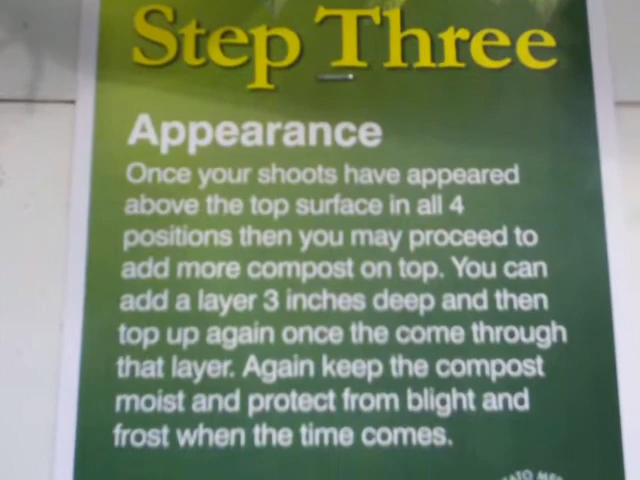 Step Three
Appearance
Once your shoots have appeared
above the top surface in all 4
positions then you may proceed to
add more compost on top. You can
add a layer 3 inches deep and then
top up again once the come through
that layer. Again keep the compost
moist and protect from blight and
frost when the time comes.